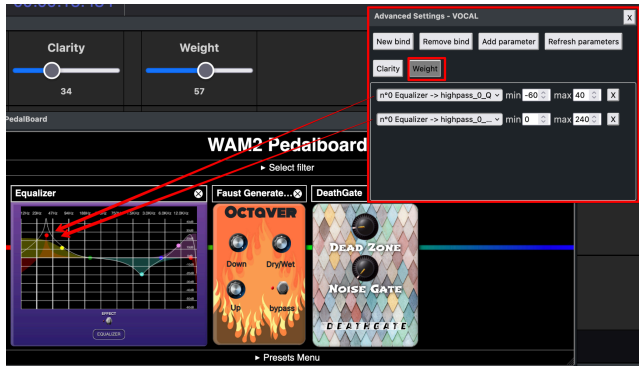 Clarity
34
Weight
57
Advanced Settings - VOCAL
X
New bind
Remove bind
Add parameter
Refresh parameters
Clarity
Weight
n°0 Equalizer -> highpass_0_Q
min -60
max 40
X
n°0 Equalizer -> highpass_0_...
min 0
max 240
X
PedalBoard
WAM2 Pedalboard
▸ Select filter
Equalizer
Faust Generate...
DeathGate
EFFECT
EQUALIZER
OCTAVER
Down
Dry/Wet
Up
bypass
DEAD ZONE
NOISE GATE
DEATHGATE
▸ Presets Menu